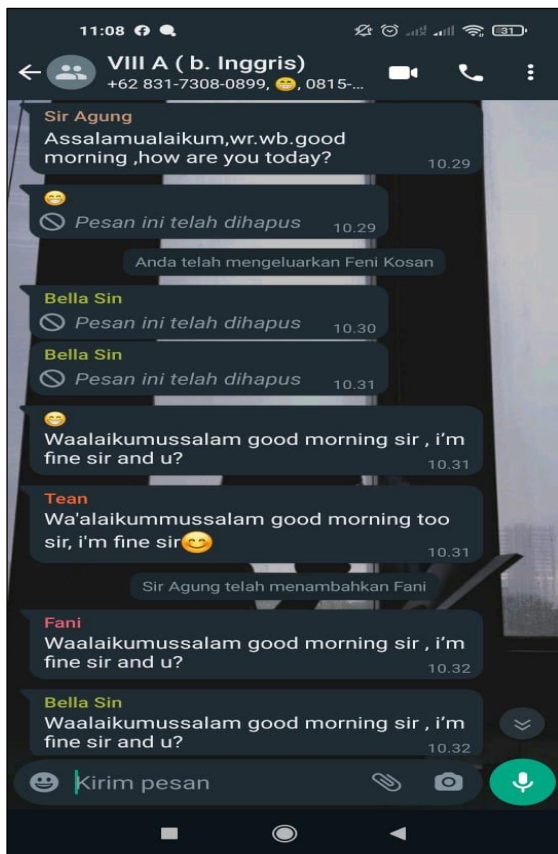 11:08
31
VIII A ( b. Inggris)
+62 831-7308-0899, 😁, 0815-...
Sir Agung
Assalamualaikum,wr.wb.good
morning ,how are you today?
10.29
😁
Pesan ini telah dihapus 10.29
Anda telah mengeluarkan Feni Kosan
Bella Sin
Pesan ini telah dihapus 10.30
Bella Sin
Pesan ini telah dihapus 10.31
😁
Waalaikumussalam good morning sir , i'm
fine sir and u?
10.31
Tean
Wa'alaikummussalam good morning too
sir, i'm fine sir😊
10.31
Sir Agung telah menambahkan Fani
Fani
Waalaikumussalam good morning sir , i'm
fine sir and u?
10.32
Bella Sin
Waalaikumussalam good morning sir , i'm
fine sir and u?
10.32
Kirim pesan